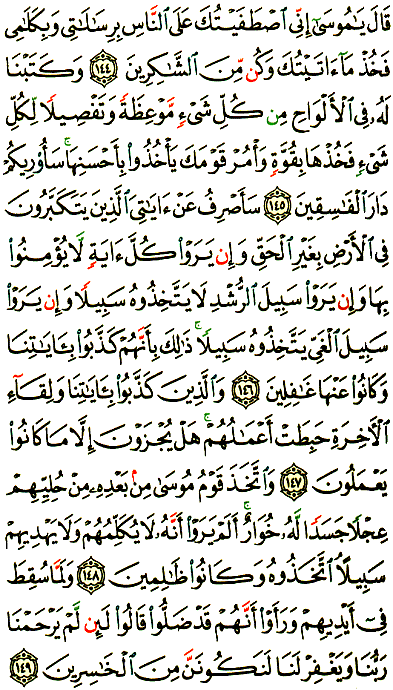 قَالَ يَٰمُوسَىٰٓ إِنِّي ٱصۡطَفَيۡتُكَ عَلَى ٱلنَّاسِ بِرِسَٰلَٰتِي وَبِكَلَٰمِي
فَخُذۡ مَآ ءَاتَيۡتُكَ وَكُن مِّنَ ٱلشَّٰكِرِينَ ١٤٤ وَكَتَبۡنَا
لَهُۥ فِي ٱلۡأَلۡوَاحِ مِن كُلِّ شَيۡءٖ مَّوۡعِظَةٗ وَتَفۡصِيلٗا لِّكُلِّ
شَيۡءٖ فَخُذۡهَا بِقُوَّةٖ وَأۡمُرۡ قَوۡمَكَ يَأۡخُذُواْ بِأَحۡسَنِهَاۚ سَأُوْرِيكُمۡ
دَارَ ٱلۡفَٰسِقِينَ ١٤٥ سَأَصۡرِفُ عَنۡ ءَايَٰتِيَ ٱلَّذِينَ يَتَكَبَّرُونَ
فِي ٱلۡأَرۡضِ بِغَيۡرِ ٱلۡحَقِّ وَإِن يَرَوۡاْ كُلَّ ءَايَةٖ لَّا يُؤۡمِنُواْ
بِهَا وَإِن يَرَوۡاْ سَبِيلَ ٱلرُّشۡدِ لَا يَتَّخِذُوهُ سَبِيلٗا وَإِن يَرَوۡاْ
سَبِيلَ ٱلۡغَيِّ يَتَّخِذُوهُ سَبِيلٗاۚ ذَٰلِكَ بِأَنَّهُمۡ كَذَّبُواْ بِـَٔايَٰتِنَا
وَكَانُواْ عَنۡهَا غَٰفِلِينَ ١٤٦ وَٱلَّذِينَ كَذَّبُواْ بِـَٔايَٰتِنَا وَلِقَآءِ
ٱلۡأٓخِرَةِ حَبِطَتۡ أَعۡمَٰلُهُمۡۚ هَلۡ يُجۡزَوۡنَ إِلَّا مَا كَانُواْ
يَعۡمَلُونَ ١٤٧ وَٱتَّخَذَ قَوۡمُ مُوسَىٰ مِنۢ بَعۡدِهِۦ مِنۡ حُلِيِّهِمۡ
عِجۡلٗا جَسَدٗا لَّهُۥ خُوَارٌۚ أَلَمۡ يَرَوۡاْ أَنَّهُۥ لَا يُكَلِّمُهُمۡ وَلَا يَهۡدِيهِمۡ
سَبِيلًاۘ ٱتَّخَذُوهُ وَكَانُواْ ظَٰلِمِينَ ١٤٨ وَلَمَّا سُقِطَ
فِيٓ أَيۡدِيهِمۡ وَرَأَوۡاْ أَنَّهُمۡ قَدۡ ضَلُّواْ قَالُواْ لَئِن لَّمۡ يَرۡحَمۡنَا
رَبُّنَا وَيَغۡفِرۡ لَنَا لَنَكُونَنَّ مِنَ ٱلۡخَٰسِرِينَ ١٤٩